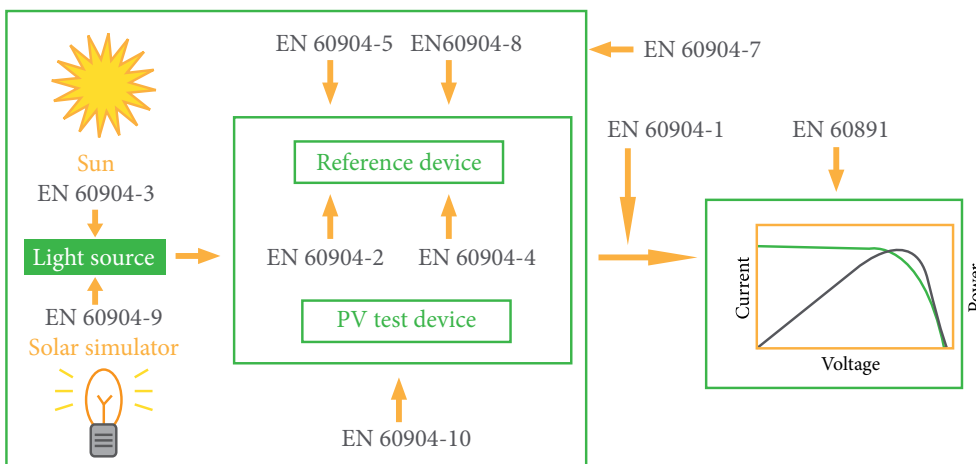 EN 60904-5
EN60904-8
EN 60904-7
EN 60904-1
EN 60891
Sun
EN 60904-3
Light source
EN 60904-9
Solar simulator
Reference device
EN 60904-2
EN 60904-4
PV test device
EN 60904-10
Current
Power
Voltage